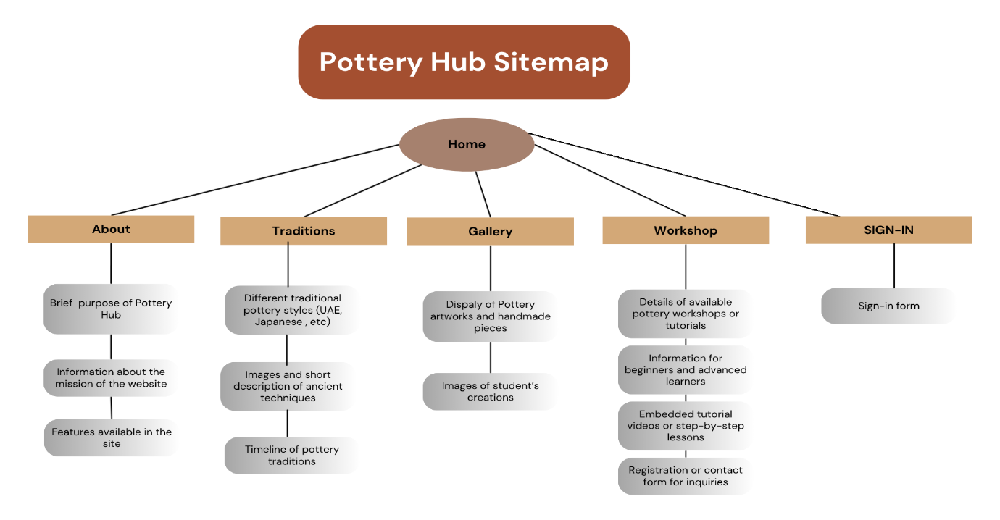 Pottery Hub Sitemap
Home
About
Traditions
Gallery
Workshop
SIGN-IN
Brief  purpose of Pottery
Hub
Information about the
mission of the website
Features available in the
site
Different traditional
pottery styles (UAE,
Japanese , etc)
Images and short
description of ancient
techniques
Timeline of pottery
traditions
Dispaly of Pottery
artworks and handmade
pieces
Images of student’s
creations
Details of available
pottery workshops or
tutorials
Information for
beginners and advanced
learners
Embedded tutorial
videos or step-by-step
lessons
Registration or contact
form for inquiries
Sign-in form